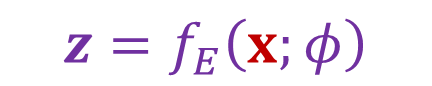 z = f_E(x; ϕ)